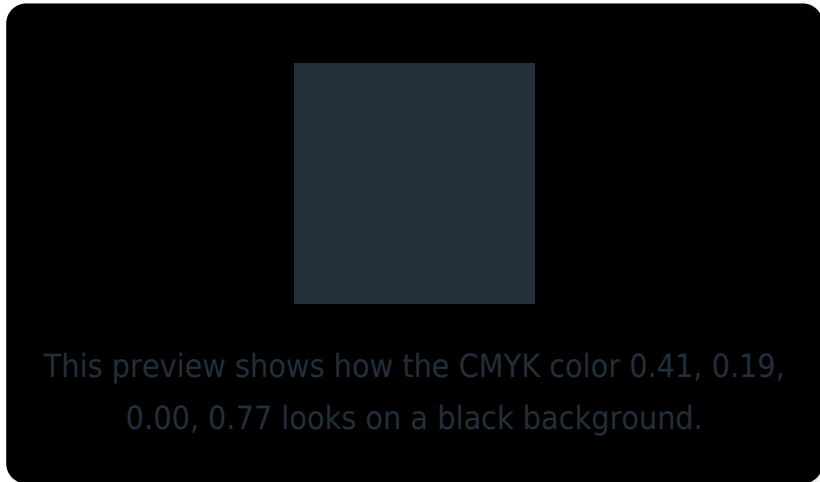 This preview shows how the CMYK color 0.41, 0.19,
0.00, 0.77 looks on a black background.